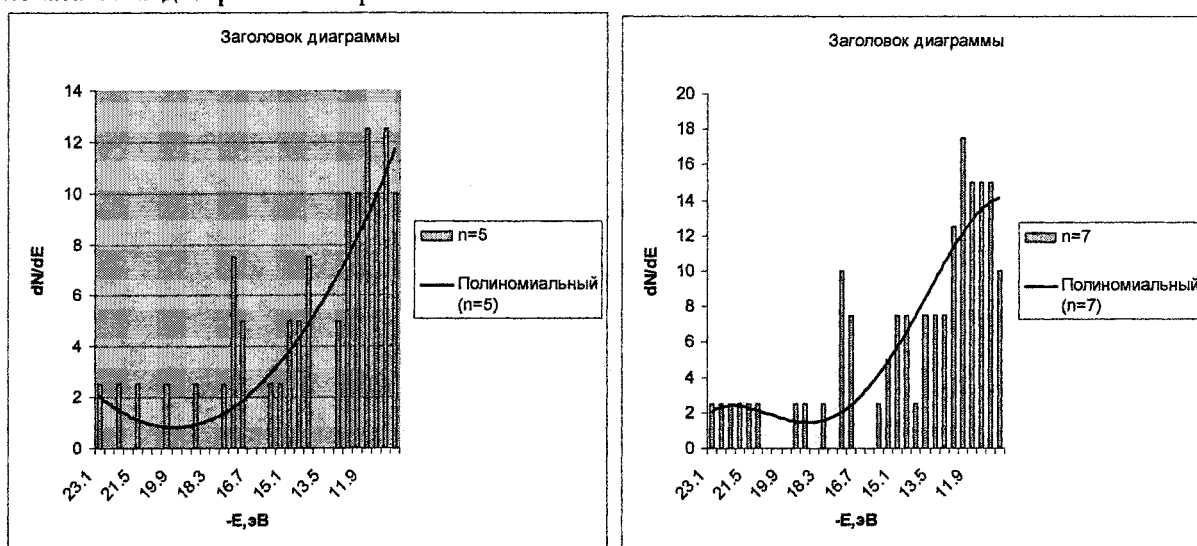 Заголовок диаграммы
dN/dE
14
12
10
8
6
4
2
0
23.1
21.5
19.9
18.3
16.7
15.1
13.5
11.9
-E,эВ
n=5
Полиномиальный
(n=5)
Заголовок диаграммы
dN/dE
20
18
16
14
12
10
8
6
4
2
0
23.1
21.5
19.9
18.3
16.7
15.1
13.5
11.9
-E,эВ
n=7
Полиномиальный
(n=7)